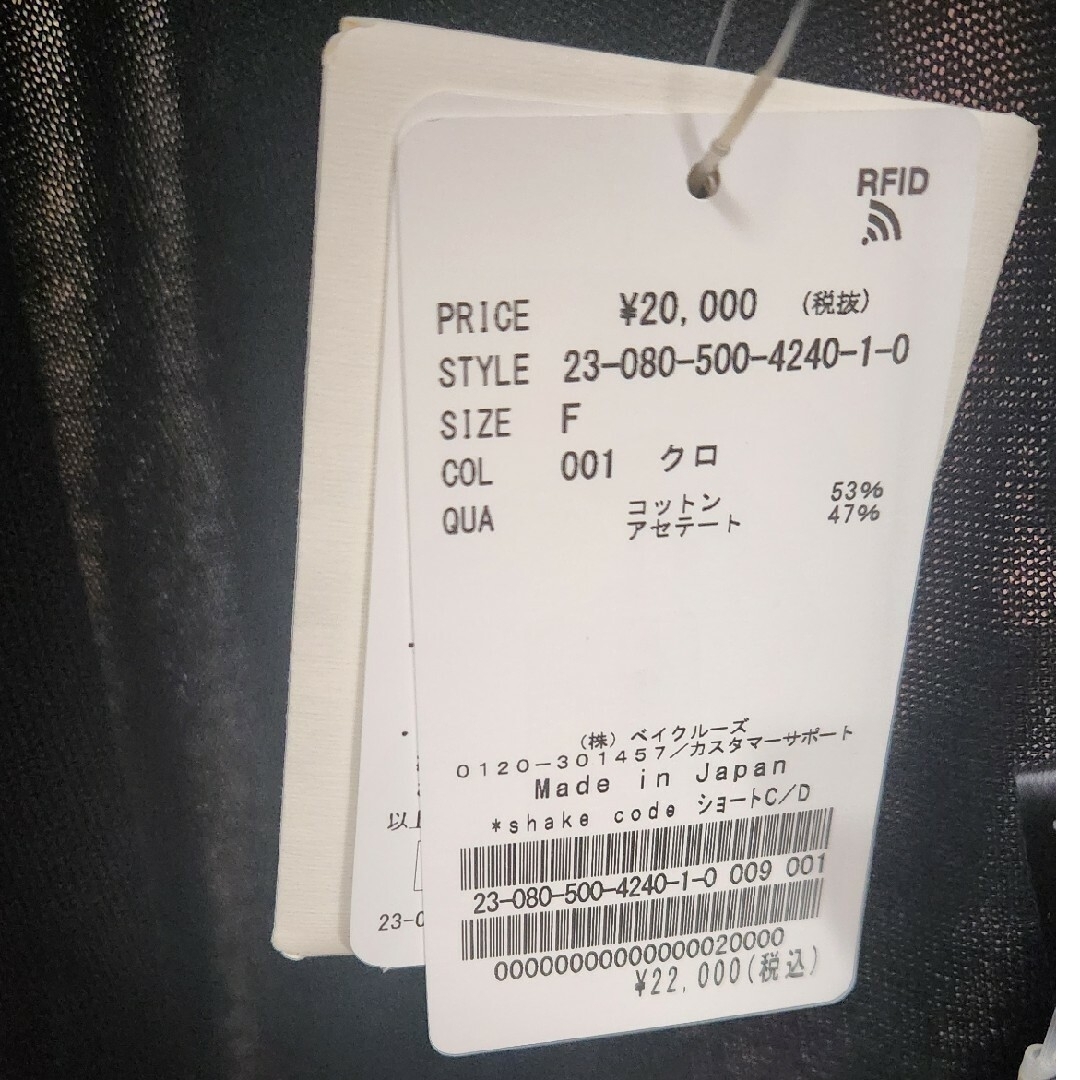 RFID
PRICE ¥20,000 (税抜)
STYLE 23-080-500-4240-1-0
SIZE F
COL 001 クロ
QUA コットン 53%
アセテート 47%
(株)ベイクルーズ
0120-301457/カスタマーサポート
Made in Japan
*shake code ショートC/D
23-080-500-4240-1-0 009 001
00000000000000020000
¥22,000(税込)
以上
23-0